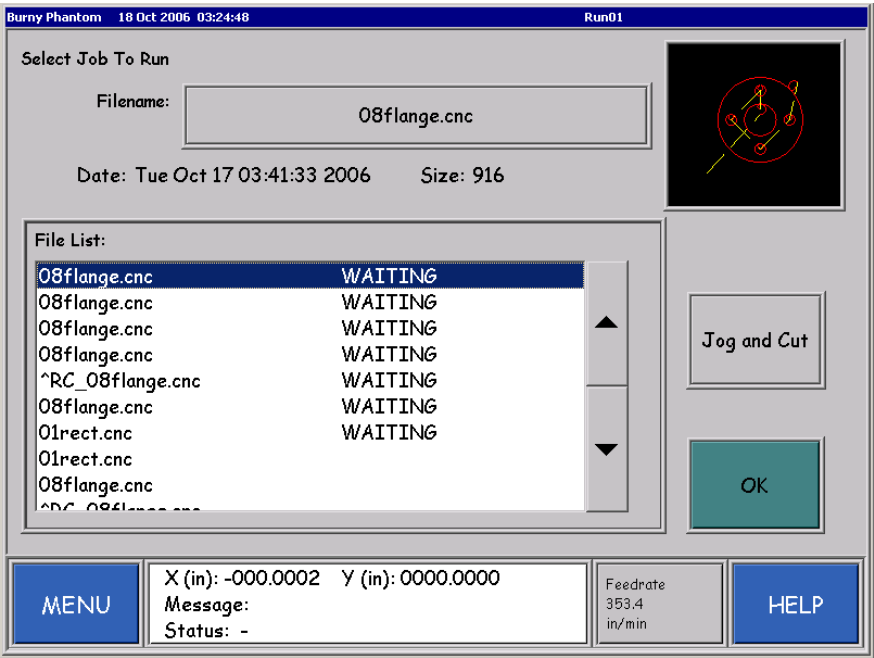 Burny Phantom 18 Oct 2006 03:24:48 Run01
Select Job To Run
Filename: 08flange.cnc
Date: Tue Oct 17 03:41:33 2006 Size: 916
File List:
08flange.cnc WAITING
08flange.cnc WAITING
08flange.cnc WAITING
08flange.cnc WAITING
^RC_08flange.cnc WAITING
08flange.cnc WAITING
01rect.cnc WAITING
01rect.cnc
08flange.cnc
Jog and Cut
OK
MENU
X (in): -000.0002 Y (in): 0000.0000
Message:
Status: -
Feedrate
353.4
in/min
HELP